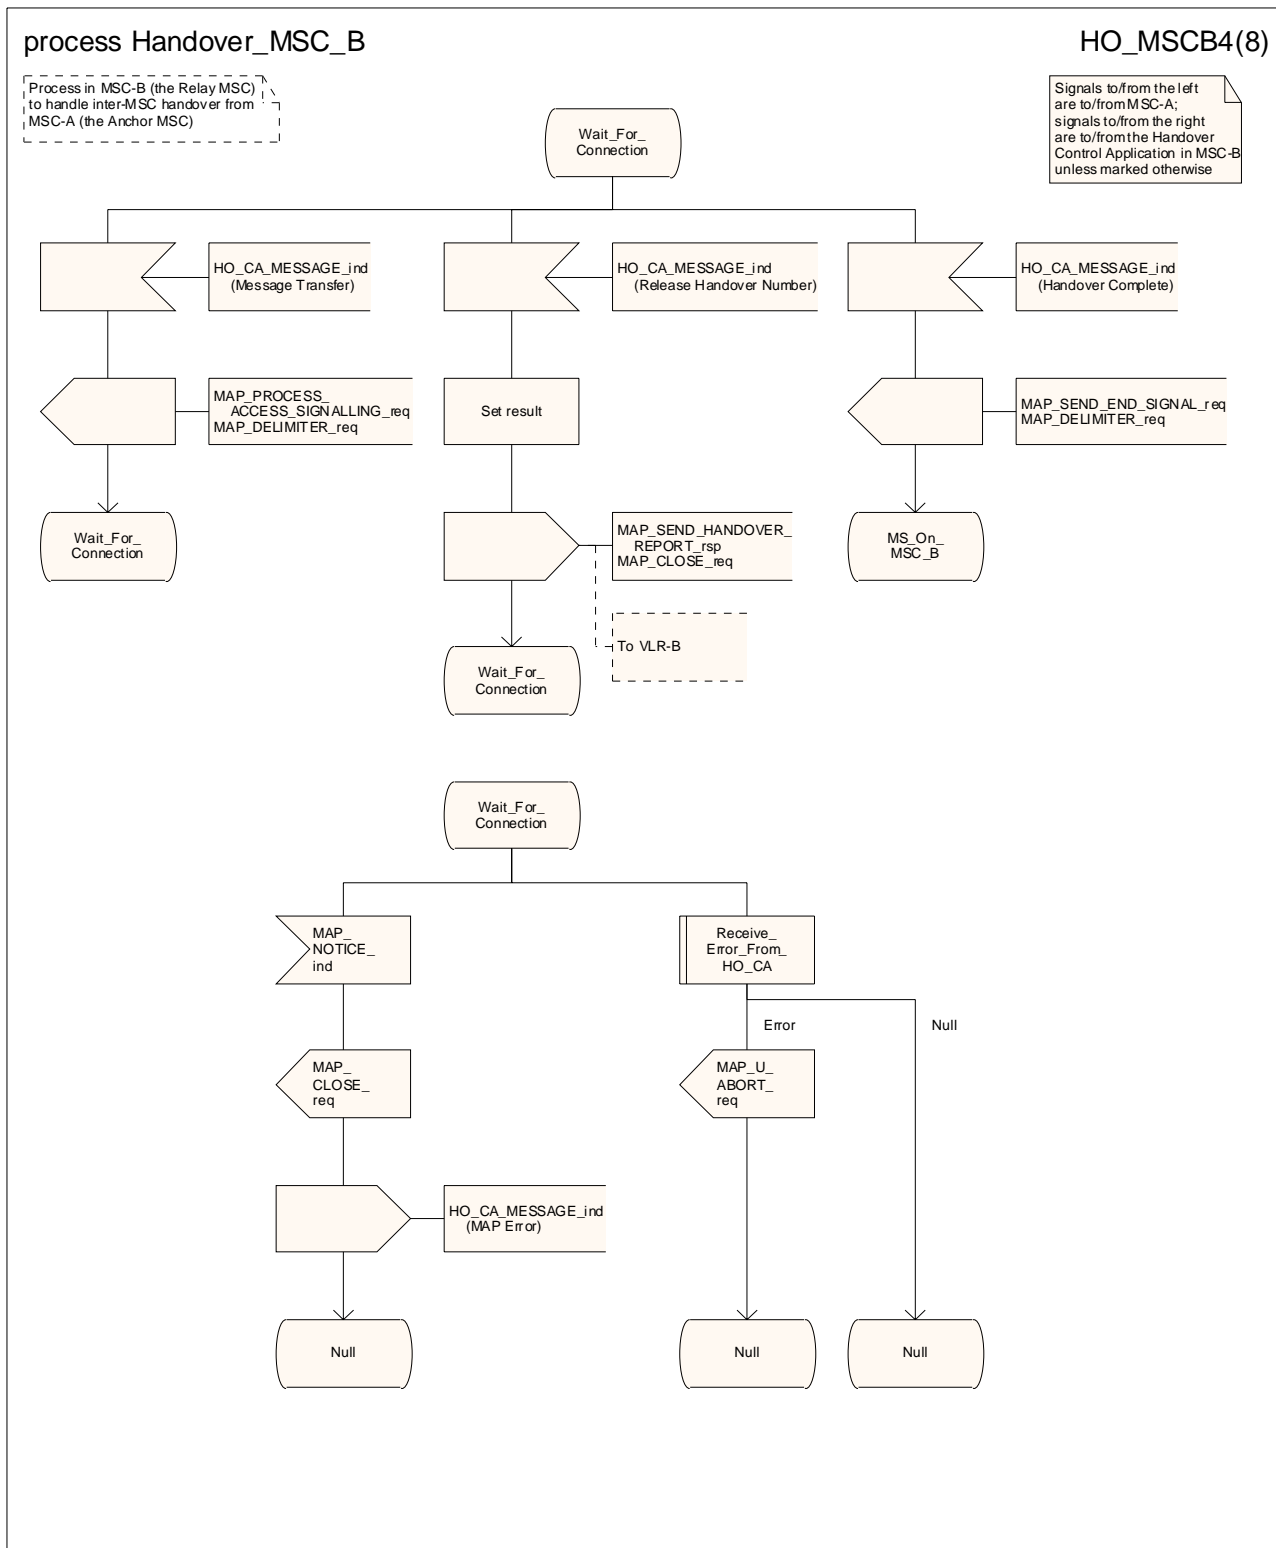 process Handover_MSC_B
HO_MSCB4(8)
Process in MSC-B (the Relay MSC)
to handle inter-MSC handover from
MSC-A (the Anchor MSC)
Signals to/from the left
are to/from MSC-A;
signals to/from the right
are to/from the Handover
Control Application in MSC-B
unless marked otherwise
Wait_For_
Connection
HO_CA_MESSAGE_ind
(Message Transfer)
HO_CA_MESSAGE_ind
(Release Handover Number)
HO_CA_MESSAGE_ind
(Handover Complete)
MAP_PROCESS_
ACCESS_SIGNALLING_req
MAP_DELIMITER_req
Set result
MAP_SEND_END_SIGNAL_req
MAP_DELIMITER_req
Wait_For_
Connection
MAP_SEND_HANDOVER_
REPORT_rsp
MAP_CLOSE_req
MS_On_
MSC_B
To VLR-B
Wait_For_
Connection
Wait_For_
Connection
MAP_
NOTICE_
ind
Receive_
Error_From_
HO_CA
Error
Null
MAP_
CLOSE_
req
MAP_U_
ABORT_
req
HO_CA_MESSAGE_ind
(MAP Error)
Null
Null
Null